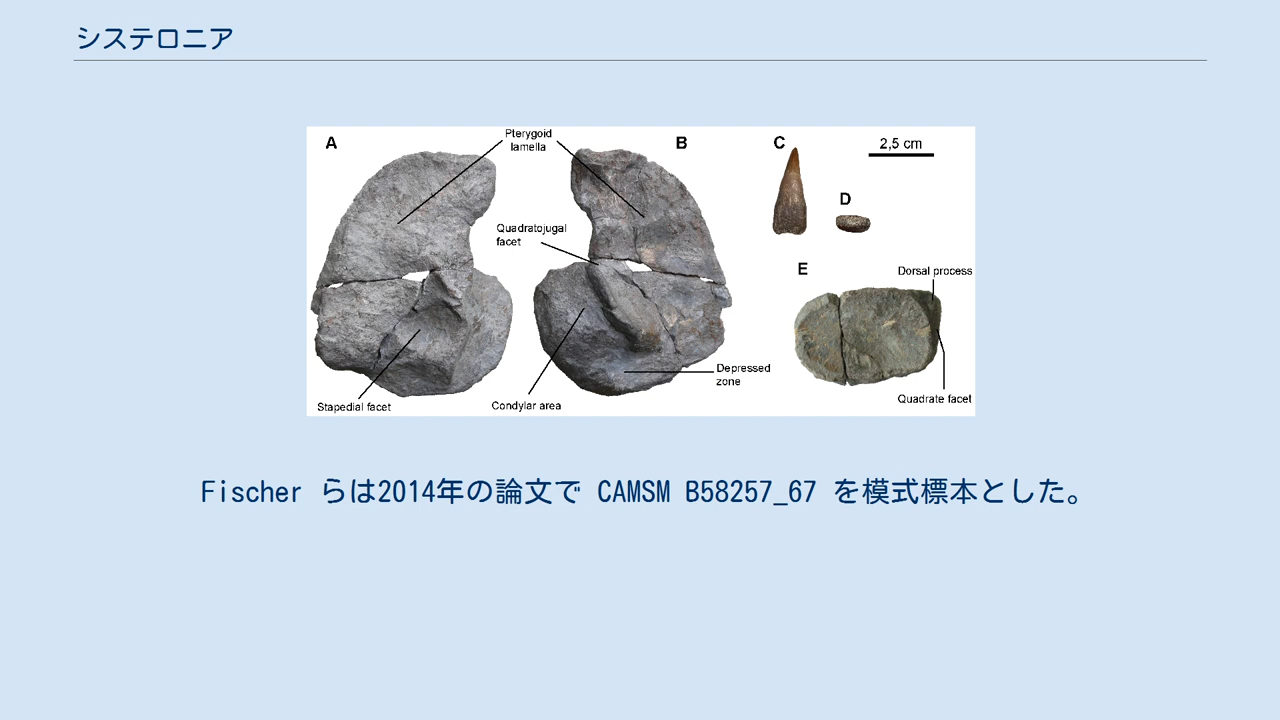 システロニア
A
Pterygoid
lamella
B
C
2,5 cm
D
Quadratojugal
facet
E
Dorsal process
Depressed
zone
Stapedial facet
Condylar area
Quadrate facet
Fischer らは2014年の論文で CAMSM B58257_67 を模式標本とした。